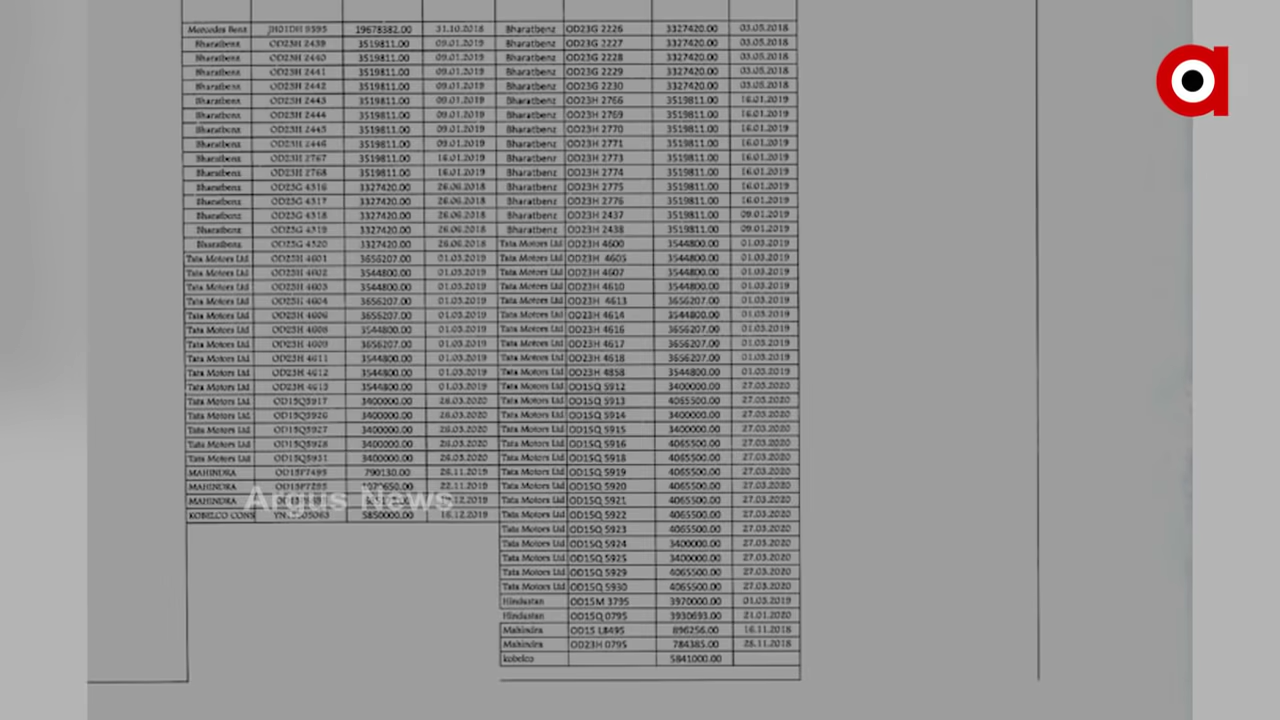 Mercedes Benz JH01DH 9595 19678382.00 31.10.2018 Bharatbenz OD23G 2226 3327420.00 03.05.2018
Bharatbenz OD23H 2439 3519811.00 09.01.2019 Bharatbenz OD23G 2227 3327420.00 03.05.2018
Bharatbenz OD23H 2440 3519811.00 09.01.2019 Bharatbenz OD23G 2228 3327420.00 03.05.2018
Bharatbenz OD23H 2441 3519811.00 09.01.2019 Bharatbenz OD23G 2229 3327420.00 03.05.2018
Bharatbenz OD23H 2442 3519811.00 09.01.2019 Bharatbenz OD23G 2230 3327420.00 03.05.2018
Bharatbenz OD23H 2443 3519811.00 09.01.2019 Bharatbenz OD23H 2766 3519811.00 16.01.2019
Bharatbenz OD23H 2444 3519811.00 09.01.2019 Bharatbenz OD23H 2769 3519811.00 16.01.2019
Bharatbenz OD23H 2445 3519811.00 09.01.2019 Bharatbenz OD23H 2770 3519811.00 16.01.2019
Bharatbenz OD23H 2446 3519811.00 09.01.2019 Bharatbenz OD23H 2771 3519811.00 16.01.2019
Bharatbenz OD23H 2767 3519811.00 16.01.2019 Bharatbenz OD23H 2773 3519811.00 16.01.2019
Bharatbenz OD23H 2768 3519811.00 16.01.2019 Bharatbenz OD23H 2774 3519811.00 16.01.2019
Bharatbenz OD23G 4316 3327420.00 26.06.2018 Bharatbenz OD23H 2775 3519811.00 16.01.2019
Bharatbenz OD23G 4317 3327420.00 26.06.2018 Bharatbenz OD23H 2776 3519811.00 16.01.2019
Bharatbenz OD23G 4318 3327420.00 26.06.2018 Bharatbenz OD23H 2437 3519811.00 09.01.2019
Bharatbenz OD23G 4319 3327420.00 26.06.2018 Bharatbenz OD23H 2438 3519811.00 09.01.2019
Bharatbenz OD23G 4320 3327420.00 26.06.2018 Tata Motors Ltd OD23H 4600 3544800.00 01.03.2019
Tata Motors Ltd OD23H 4601 3656207.00 01.03.2019 Tata Motors Ltd OD23H 4605 3544800.00 01.03.2019
Tata Motors Ltd OD23H 4602 3544800.00 01.03.2019 Tata Motors Ltd OD23H 4607 3544800.00 01.03.2019
Tata Motors Ltd OD23H 4603 3544800.00 01.03.2019 Tata Motors Ltd OD23H 4610 3544800.00 01.03.2019
Tata Motors Ltd OD23H 4604 3656207.00 01.03.2019 Tata Motors Ltd OD23H 4613 3656207.00 01.03.2019
Tata Motors Ltd OD23H 4606 3656207.00 01.03.2019 Tata Motors Ltd OD23H 4614 3544800.00 01.03.2019
Tata Motors Ltd OD23H 4608 3544800.00 01.03.2019 Tata Motors Ltd OD23H 4616 3656207.00 01.03.2019
Tata Motors Ltd OD23H 4609 3656207.00 01.03.2019 Tata Motors Ltd OD23H 4617 3656207.00 01.03.2019
Tata Motors Ltd OD23H 4611 3544800.00 01.03.2019 Tata Motors Ltd OD23H 4618 3656207.00 01.03.2019
Tata Motors Ltd OD23H 4612 3544800.00 01.03.2019 Tata Motors Ltd OD23H 4858 3544800.00 01.03.2019
Tata Motors Ltd OD23H 4615 3544800.00 01.03.2019 Tata Motors Ltd OD15Q 5912 3400000.00 27.03.2020
Tata Motors Ltd OD15Q5917 3400000.00 28.03.2020 Tata Motors Ltd OD15Q 5913 4065500.00 27.03.2020
Tata Motors Ltd OD15Q5926 3400000.00 28.03.2020 Tata Motors Ltd OD15Q 5914 3400000.00 27.03.2020
Tata Motors Ltd OD15Q5927 3400000.00 28.03.2020 Tata Motors Ltd OD15Q 5915 3400000.00 27.03.2020
Tata Motors Ltd OD15Q5928 3400000.00 28.03.2020 Tata Motors Ltd OD15Q 5916 4065500.00 27.03.2020
Tata Motors Ltd OD15Q5931 3400000.00 28.03.2020 Tata Motors Ltd OD15Q 5918 4065500.00 27.03.2020
MAHINDRA OD15P7495 790130.00 26.11.2019 Tata Motors Ltd OD15Q 5919 4065500.00 27.03.2020
MAHINDRA 22.11.2019 Tata Motors Ltd OD15Q 5920 4065500.00 27.03.2020
MAHINDRA Tata Motors Ltd OD15Q 5921 4065500.00 27.03.2020
Argus News
KOBELCO CONS 5850000.00 16.12.2019 Tata Motors Ltd OD15Q 5922 4065500.00 27.03.2020
Tata Motors Ltd OD15Q 5923 4065500.00 27.03.2020
Tata Motors Ltd OD15Q 5924 3400000.00 27.03.2020
Tata Motors Ltd OD15Q 5925 3400000.00 27.03.2020
Tata Motors Ltd OD15Q 5929 4065500.00 27.03.2020
Tata Motors Ltd OD15Q 5930 4065500.00 27.03.2020
Hindustan OD15M 3795 3970000.00 01.03.2019
Hindustan OD15Q 0795 3930693.00 21.01.2020
Mahindra OD15 L8495 896256.00 16.11.2018
Mahindra OD23H 0795 784385.00 28.11.2018
kobelco 5841000.00